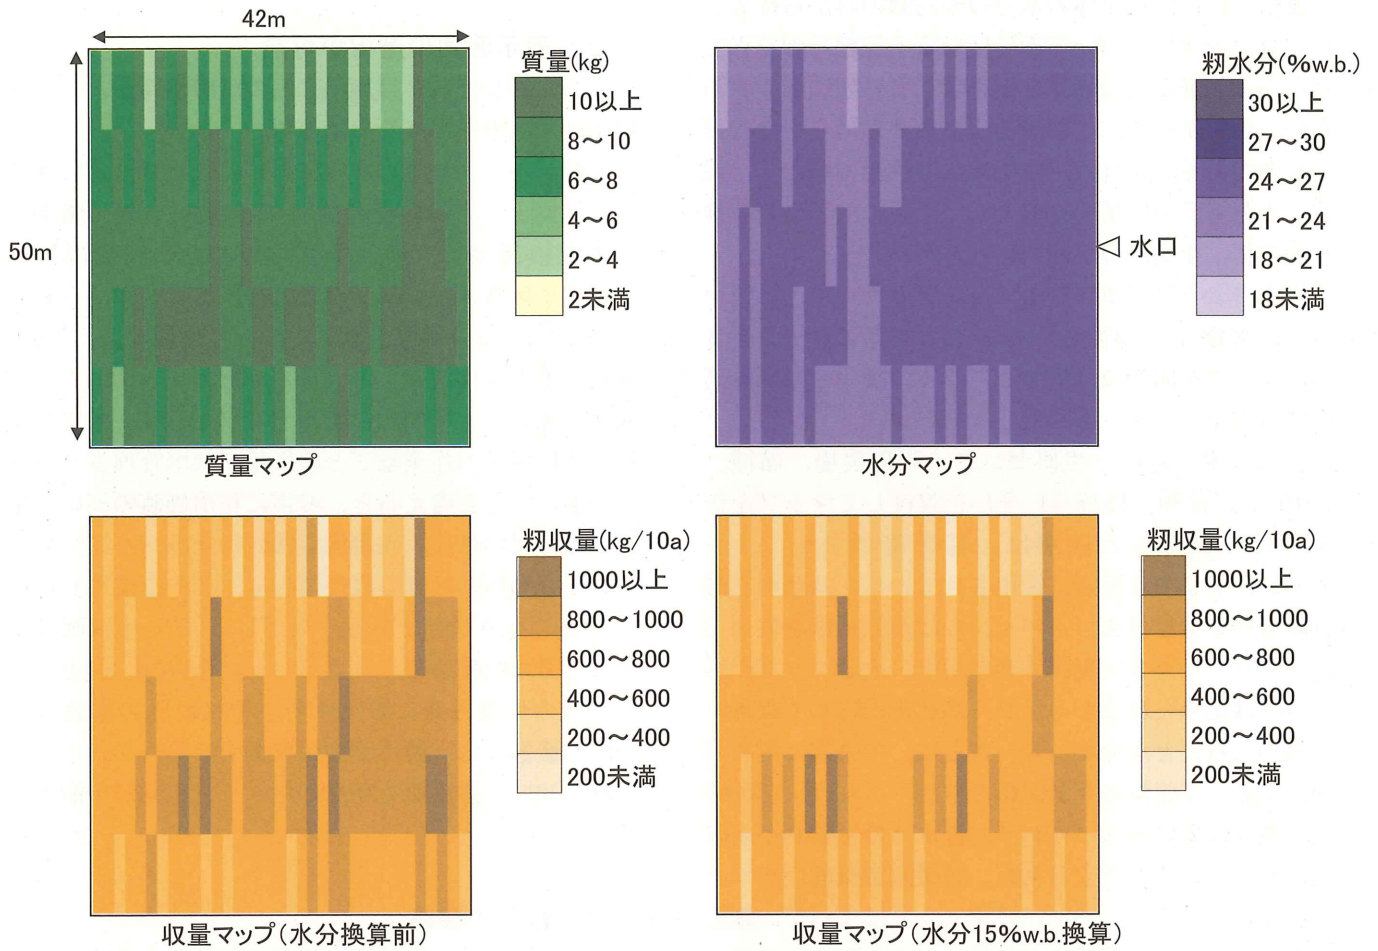 42m
50m
質量(kg)
10以上
8～10
6～8
4～6
2～4
2未満
質量マップ
水口
籾水分(%w.b.)
30以上
27～30
24～27
21～24
18～21
18未満
水分マップ
籾収量(kg/10a)
1000以上
800～1000
600～800
400～600
200～400
200未満
収量マップ(水分換算前)
籾収量(kg/10a)
1000以上
800～1000
600～800
400～600
200～400
200未満
収量マップ(水分15%w.b.換算)